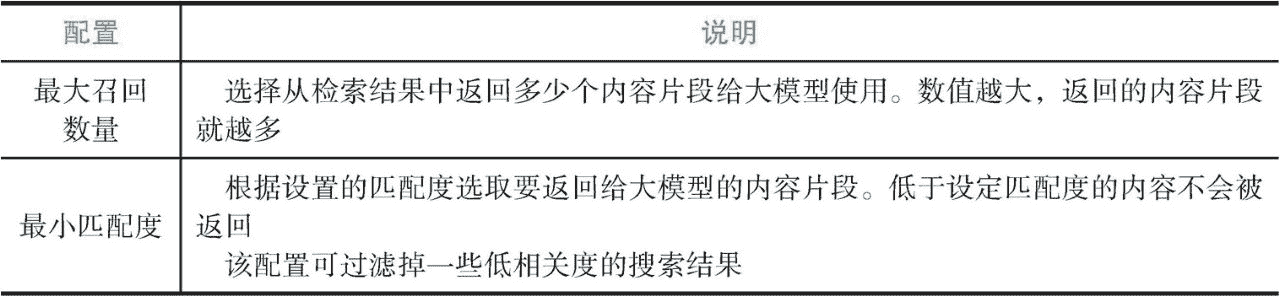 配置 说明
最大召回 选择从检索结果中返回多少个内容片段给大模型使用。数值越大，返回的内容片段
数量 就越多
根据设置的匹配度选取要返回给大模型的内容片段。低于设定匹配度的内容不会被
最小匹配度 返回
该配置可过滤掉一些低相关度的搜索结果